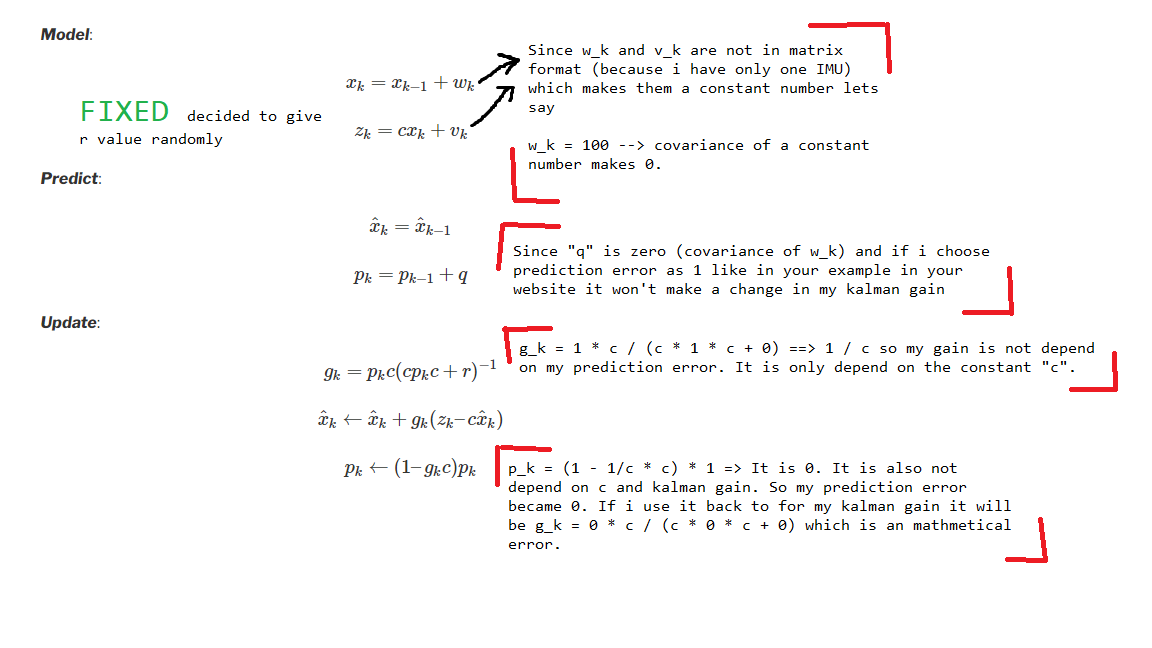 Model:
Since w_k and v_k are not in matrix
format (because i have only one IMU)
which makes them a constant number lets
say
x_k = x_{k−1} + w_k
FIXED decided to give
r value randomly
z_k = cx_k + v_k
w_k = 100 --> covariance of a constant
number makes 0.
Predict:
x̂_k = x̂_{k−1}
Since "q" is zero (covariance of w_k) and if i choose
prediction error as 1 like in your example in your
website it won't make a change in my kalman gain
p_k = p_{k−1} + q
Update:
g_k = 1 * c / (c * 1 * c + 0) ==> 1 / c so my gain is not depend
on my prediction error. It is only depend on the constant "c".
g_k = p_k c(cp_k c + r)^{−1}
x̂_k ← x̂_k + g_k(z_k–cx̂_k)
p_k ← (1–g_k c)p_k
p_k = (1 - 1/c * c) * 1 => It is 0. It is also not
depend on c and kalman gain. So my prediction error
became 0. If i use it back to for my kalman gain it will
be g_k = 0 * c / (c * 0 * c + 0) which is an mathmetical
error.